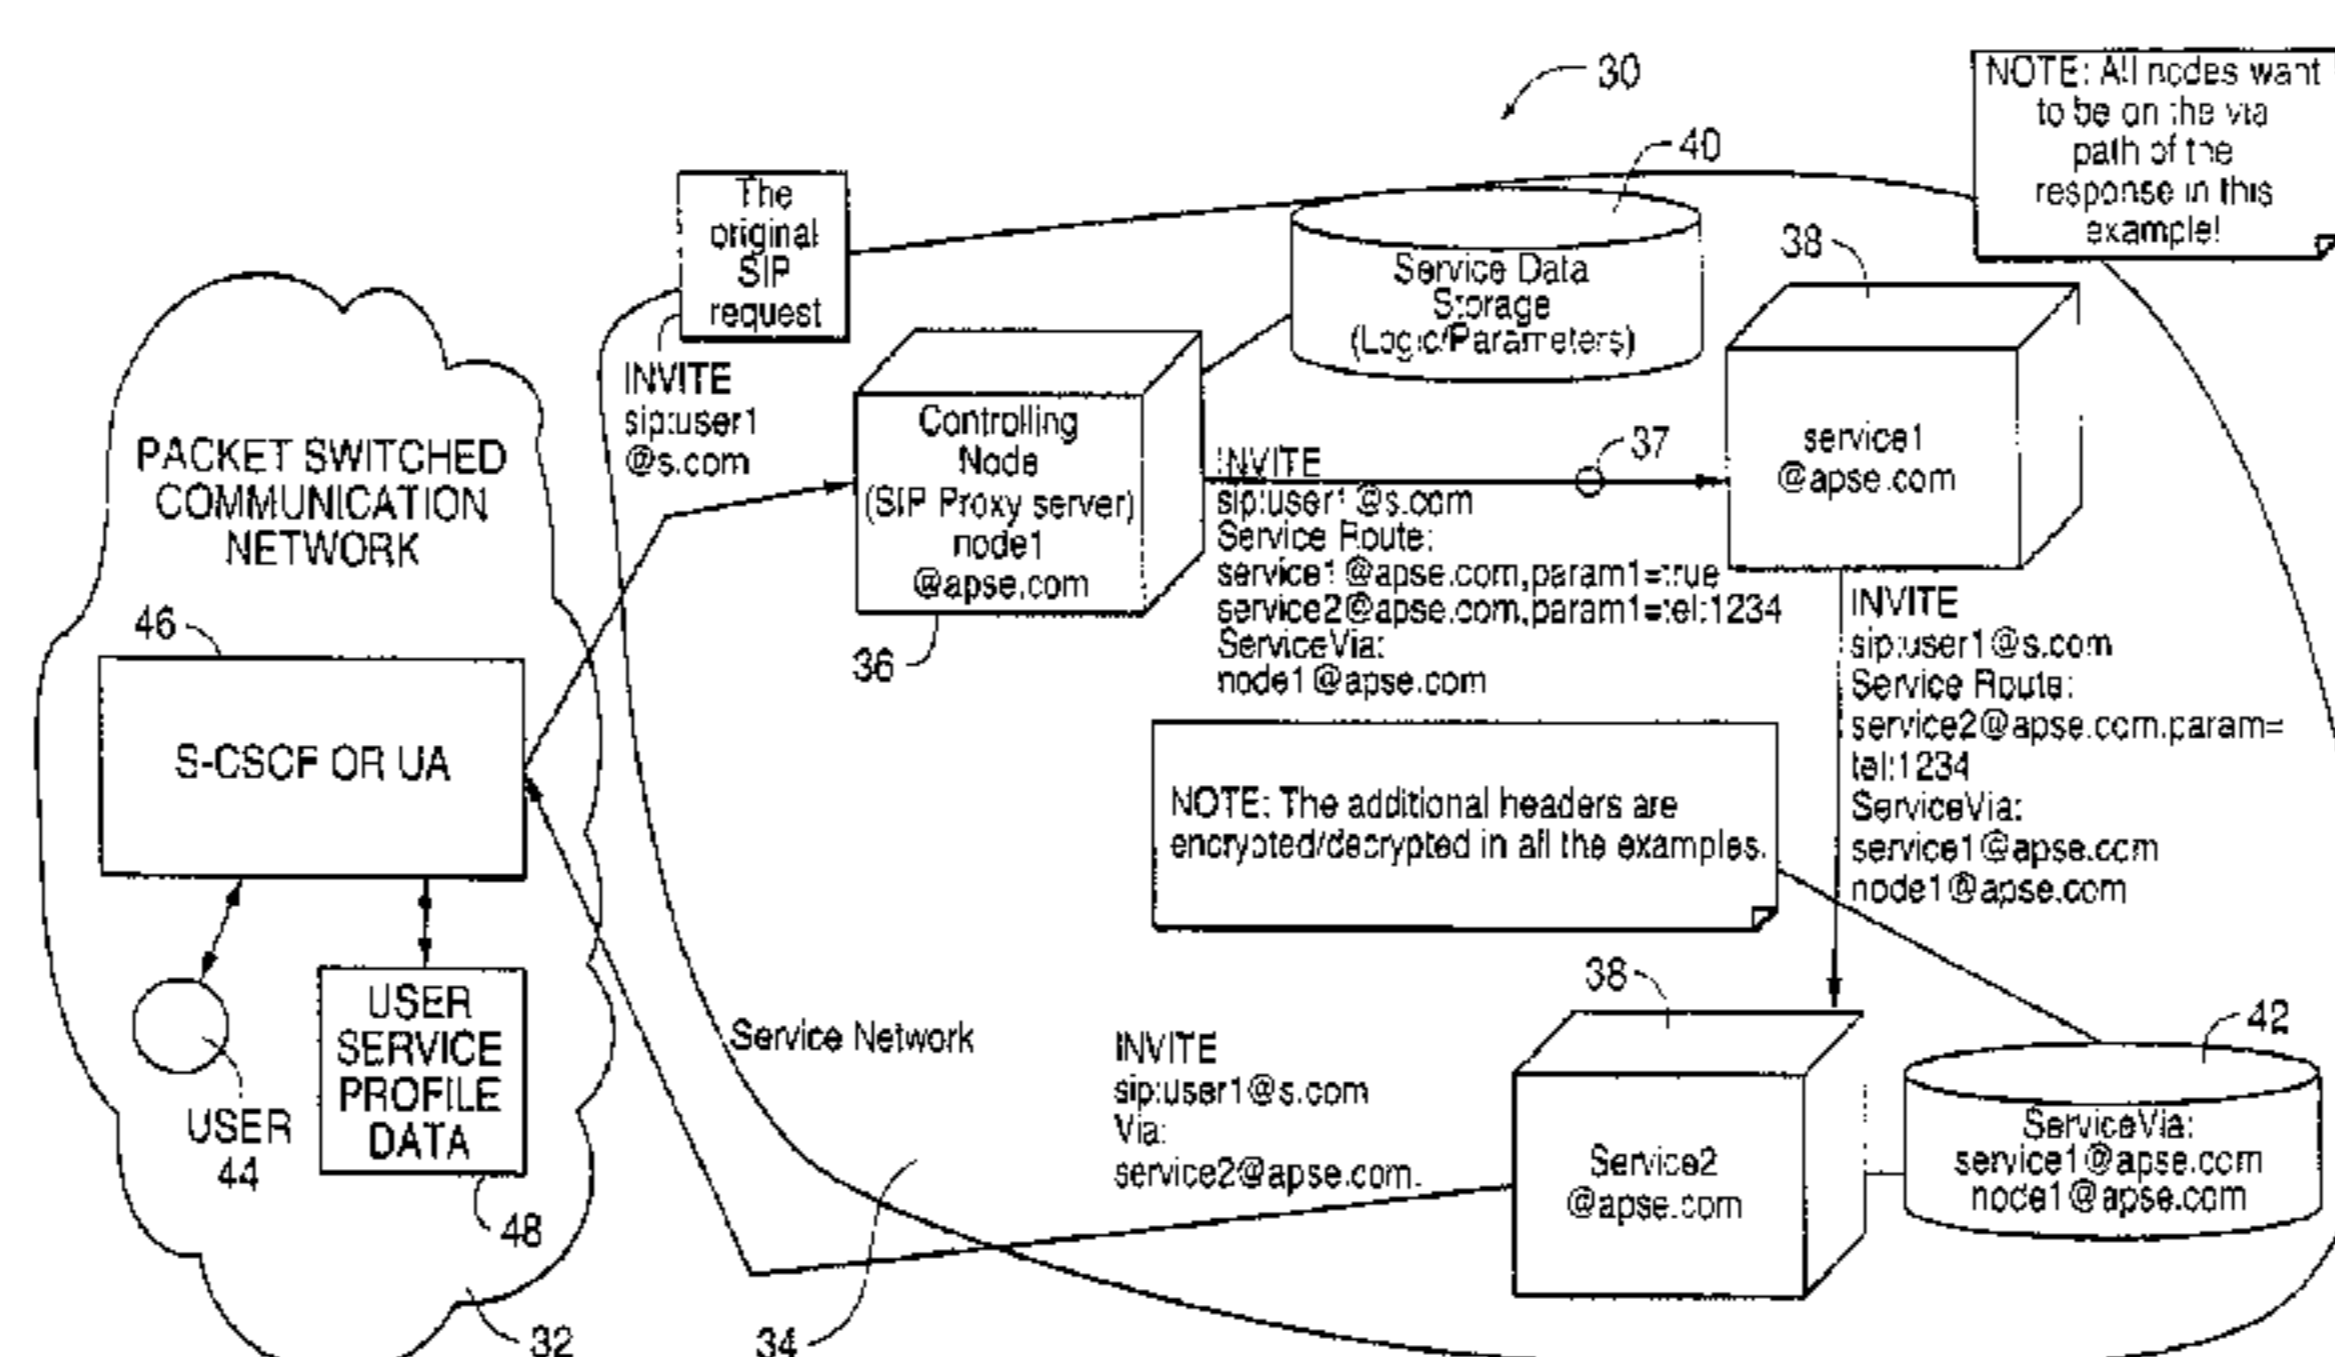 30
NOTE: All nodes want
to be on the via
path of the
response in this
example!
40
The
original
SIP
request
38
Service Data
Storage
(Logic/Parameters)
INVITE
sip:user1
@s.com
Controlling
Node
(SIP Proxy server)
node1
@apse.com
36
37
service1
@apse.com
PACKET SWITCHED
COMMUNICATION
NETWORK
INVITE
sip:user1@s.com
Service Route:
service1@apse.com,param1=true
service2@apse.com,param1=tel:1234
ServiceVia:
node1@apse.com
INVITE
sip:user1@s.com
Service Route:
service2@apse.com.param=
tel:1234
ServiceVia:
service1@apse.com
node1@apse.com
46
S-CSCF OR UA
NOTE: The additional headers are
encrypted/decrypted in all the examples.
USER
44
USER
SERVICE
PROFILE
DATA
48
32
Service Network
34
INVITE
sip:user1@s.com
Via:
service2@apse.com.
38
Service2
@apse.com
42
ServiceVia:
service1@apse.com
node1@apse.com